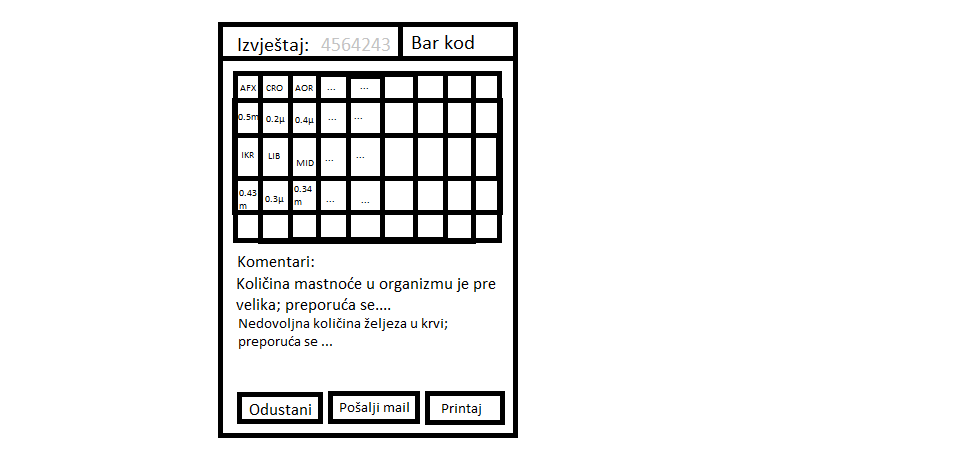 Izvještaj: 4564243 Bar kod
AFX CRO AOR ... ...
0.5m 0.2µ 0.4µ ... ...
IKR LIB MID ... ...
0.43 m 0.3µ 0.34 m ... ...
Komentari:
Količina mastnoće u organizmu je pre
velika; preporuća se....
Nedovoljna količina željeza u krvi;
preporuća se ...
Odustani Pošalji mail Printaj